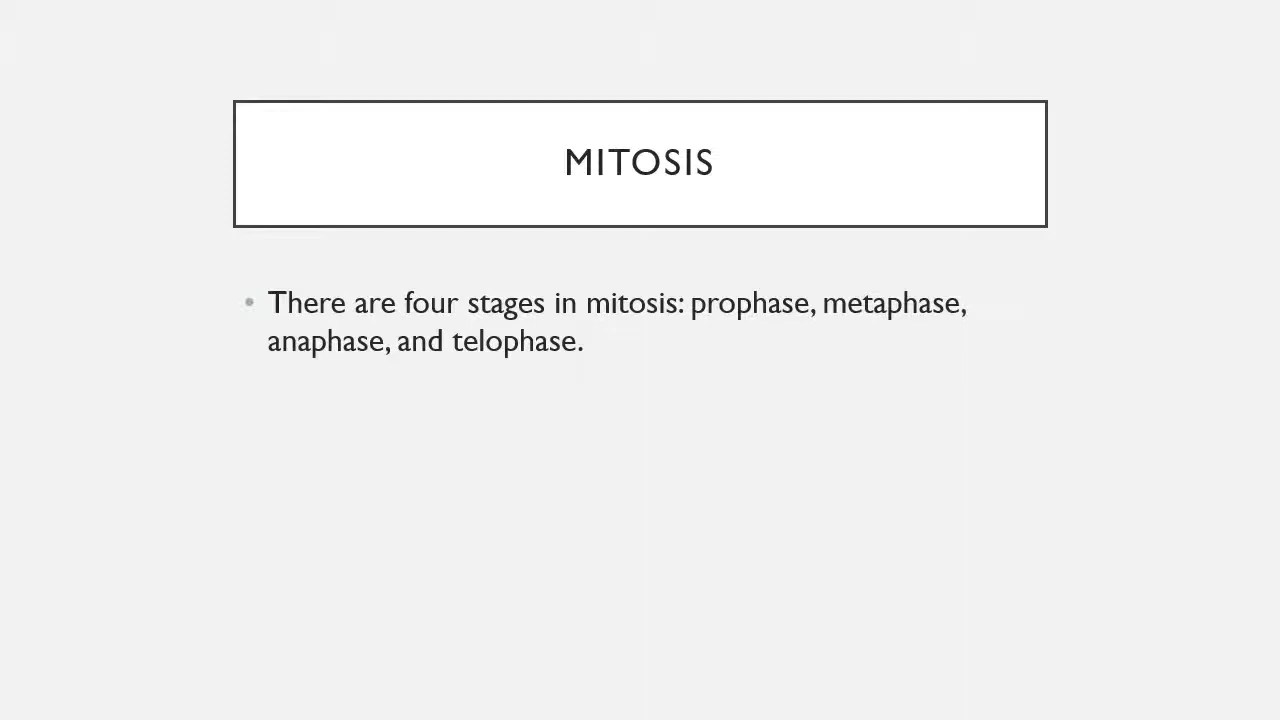 MITOSIS
• There are four stages in mitosis: prophase, metaphase,
anaphase, and telophase.